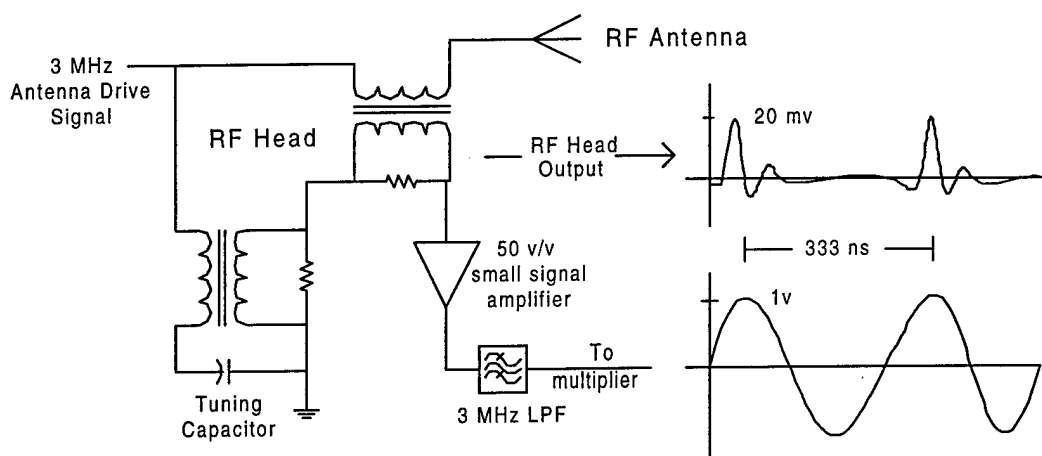 RF Antenna
3 MHz
Antenna Drive
Signal
RF Head
20 mv
RF Head
Output
333 ns
50 v/v
small signal
amplifier
1v
To
multiplier
Tuning
Capacitor
3 MHz LPF